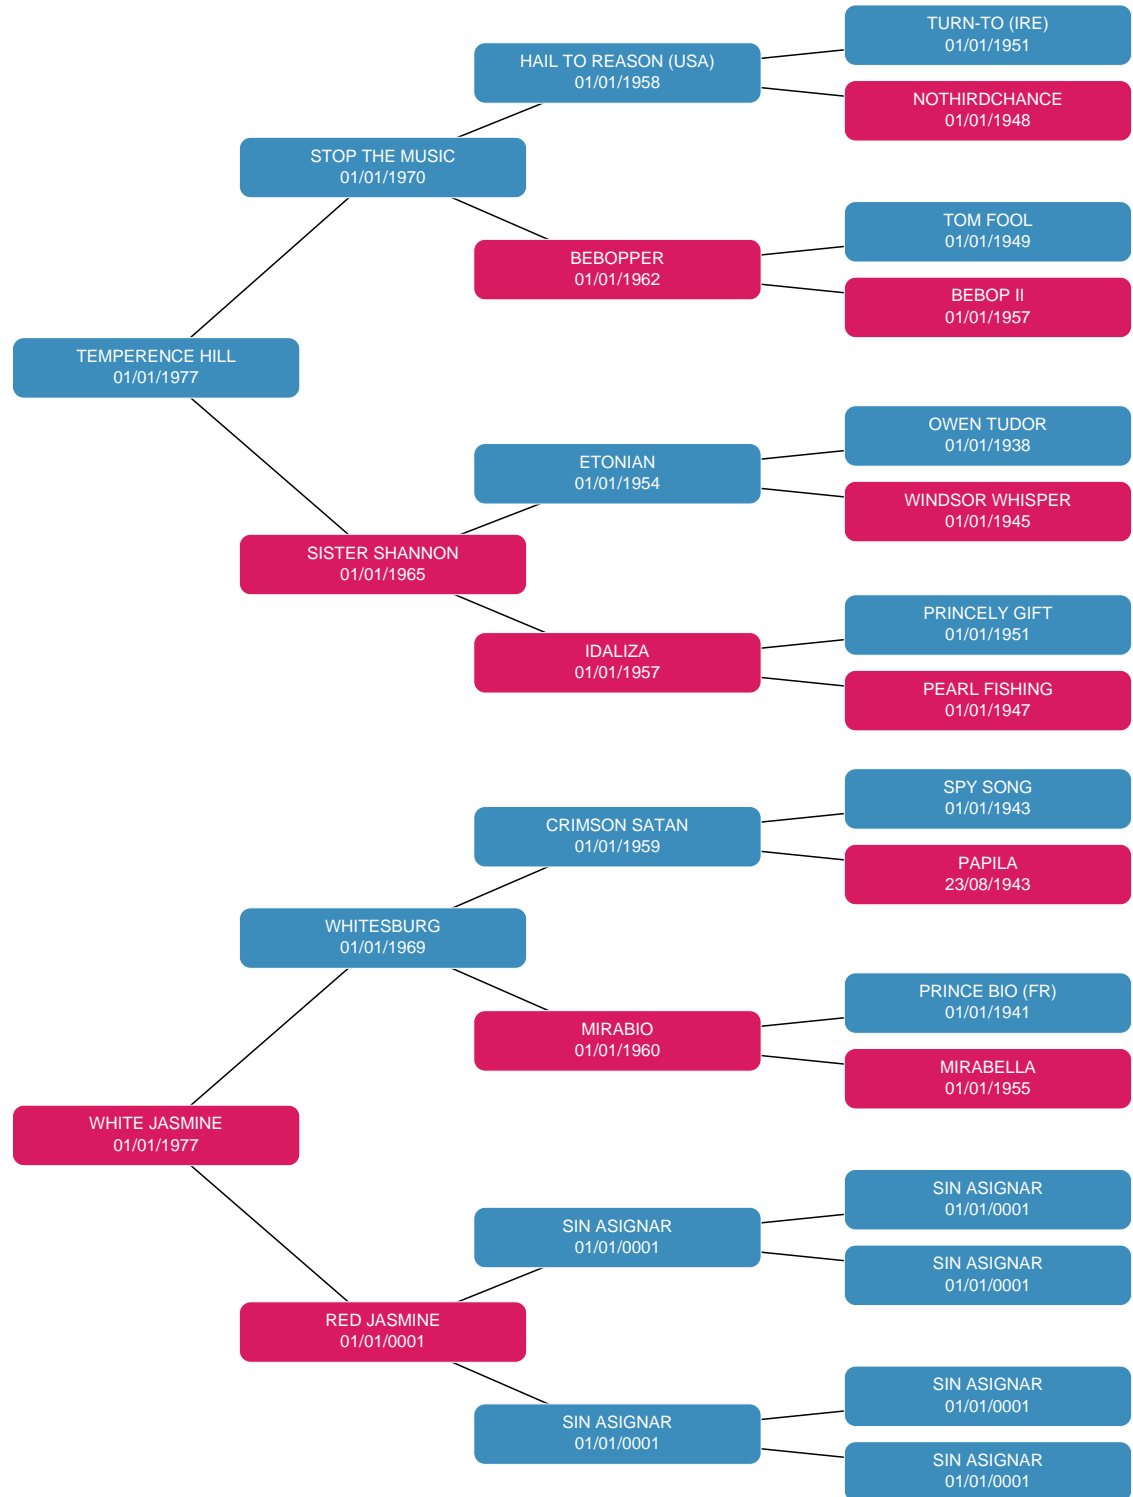 TURN-TO (IRE)
01/01/1951
HAIL TO REASON (USA)
01/01/1958
NOTHIRDCHANCE
01/01/1948
STOP THE MUSIC
01/01/1970
TOM FOOL
01/01/1949
BEBOPPER
01/01/1962
BEBOP II
01/01/1957
TEMPERENCE HILL
01/01/1977
OWEN TUDOR
01/01/1938
ETONIAN
01/01/1954
WINDSOR WHISPER
01/01/1945
SISTER SHANNON
01/01/1965
PRINCELY GIFT
01/01/1951
IDALIZA
01/01/1957
PEARL FISHING
01/01/1947
SPY SONG
01/01/1943
CRIMSON SATAN
01/01/1959
PAPILA
23/08/1943
WHITESBURG
01/01/1969
PRINCE BIO (FR)
01/01/1941
MIRABIO
01/01/1960
MIRABELLA
01/01/1955
WHITE JASMINE
01/01/1977
SIN ASIGNAR
01/01/0001
SIN ASIGNAR
01/01/0001
SIN ASIGNAR
01/01/0001
RED JASMINE
01/01/0001
SIN ASIGNAR
01/01/0001
SIN ASIGNAR
01/01/0001
SIN ASIGNAR
01/01/0001